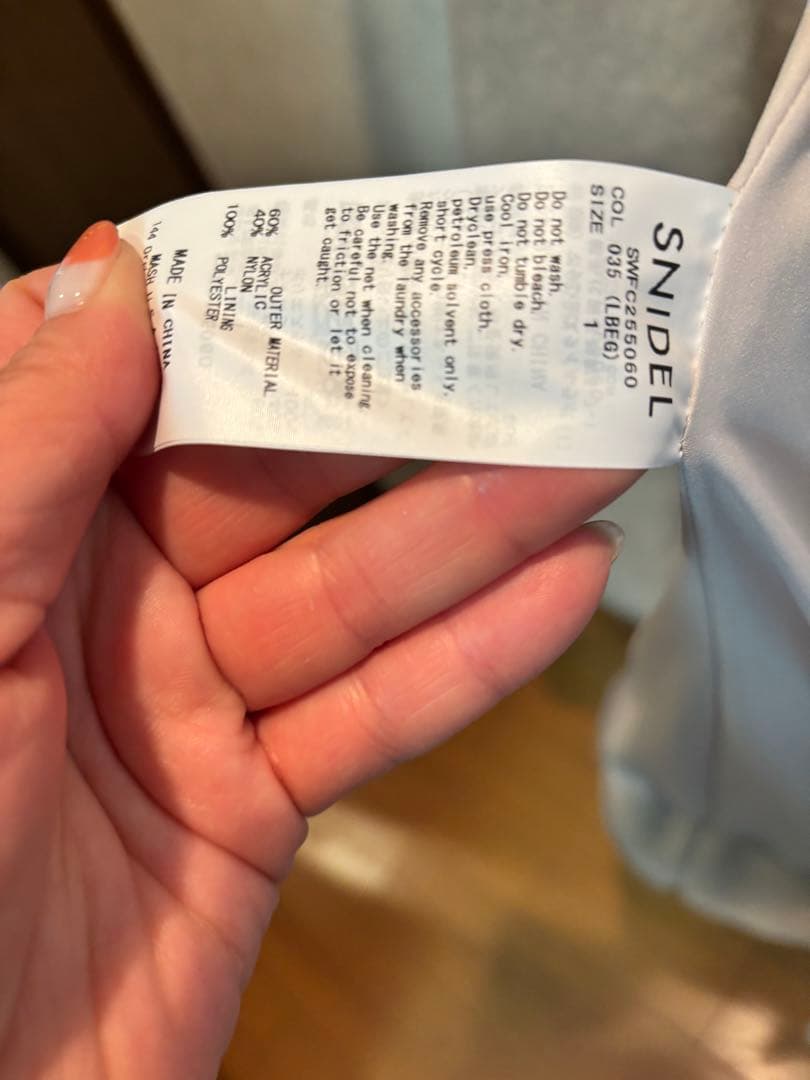 SNIDEL
SWFC255060
COL 035 (LBEG)
SIZE 1
Do not wash.
Do not bleach.
Do not tumble dry.
Cool iron.
use press cloth.
Dryclean,
petroleum solvent only,
short cycle.
Remove any accessories
from the laundry when
washing.
Use the net when cleaning.
Be careful not to expose
to friction or let it
get caught.
OUTER MATERIAL
60% ACRYLIC
40% NYLON
LINING
100% POLYESTER
MADE IN CHINA